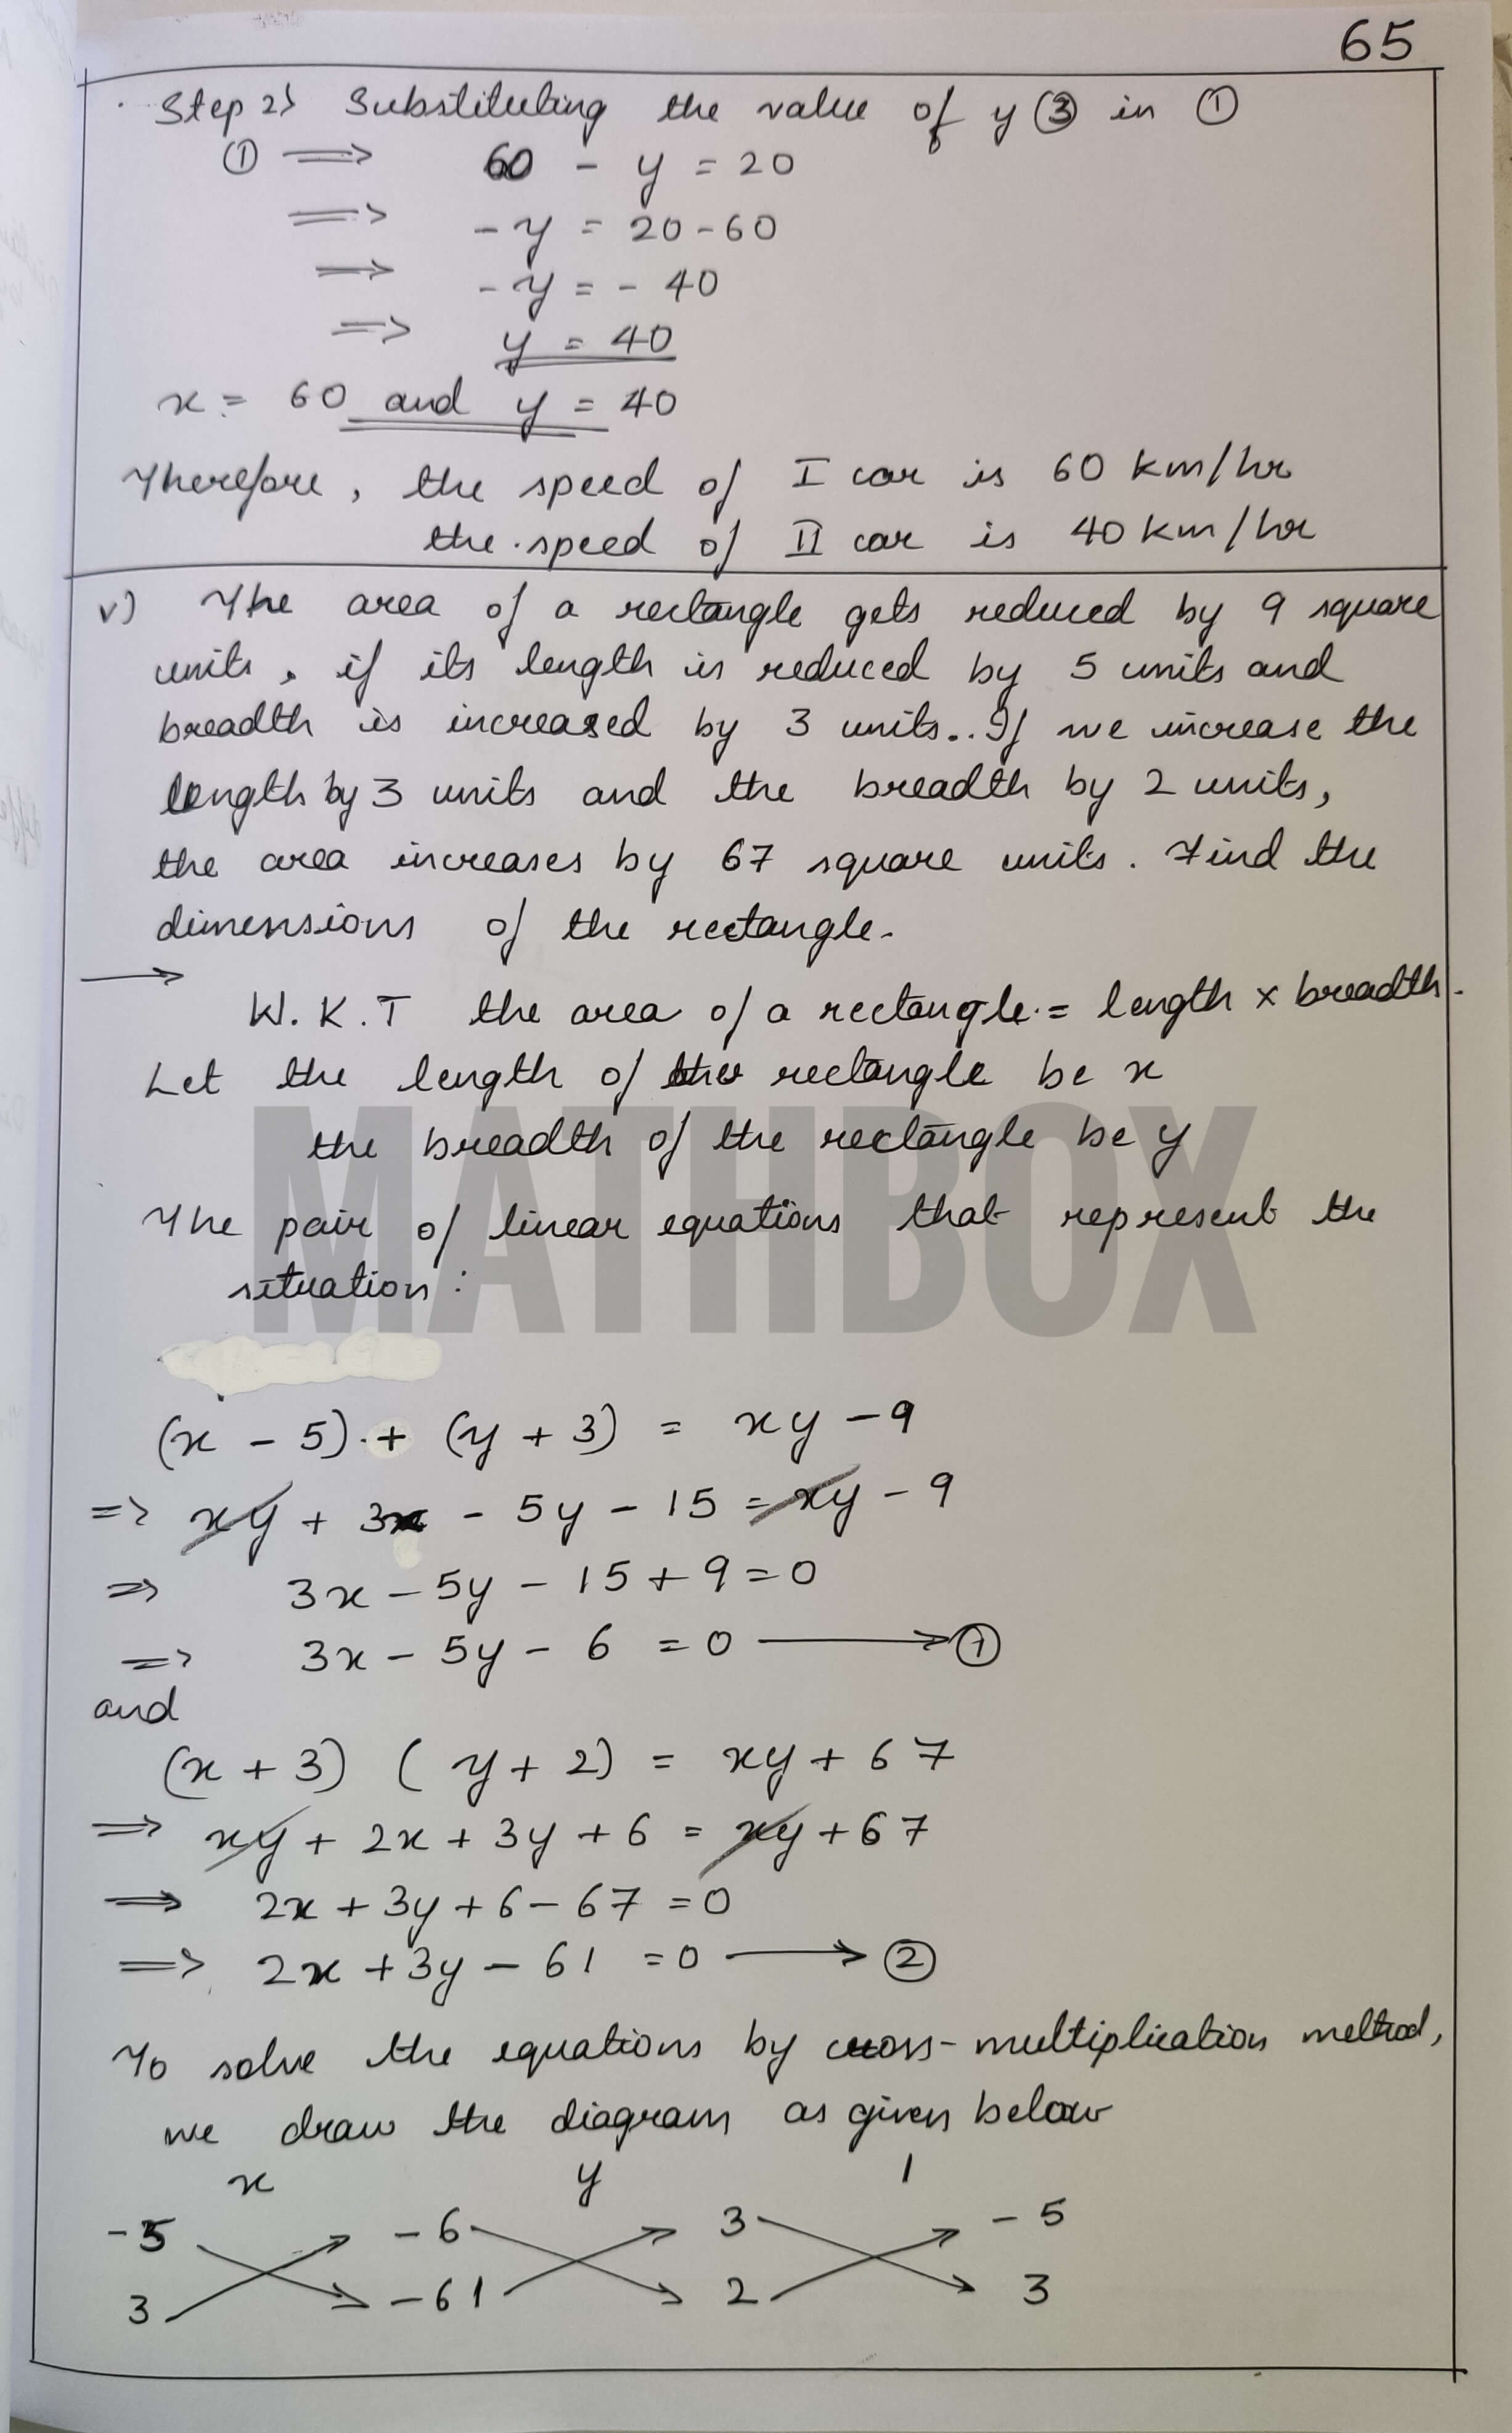 65
Step 2) Substituting the value of y ③ in ①
① ⟹ 60 - y = 20
⟹ - y = 20 - 60
⟹ - y = - 40
⟹ y = 40
x = 60 and y = 40
Therefore, the speed of I car is 60 km/hr
the speed of II car is 40 km/hr
v) The area of a rectangle gets reduced by 9 square
units, if its length is reduced by 5 units and
breadth is increased by 3 units.. If we increase the
length by 3 units and the breadth by 2 units,
the area increases by 67 square units. Find the
dimensions of the rectangle.
→
W.K.T the area of a rectangle = length × breadth.
Let the length of the rectangle be x
the breadth of the rectangle be y
MATHBOX
The pair of linear equations that represent the
situation :
(x - 5) + (y + 3) = xy - 9
=> xy + 3x - 5y - 15 = xy - 9
=> 3x - 5y - 15 + 9 = 0
=> 3x - 5y - 6 = 0 → ①
and
(x + 3) (y + 2) = xy + 67
=> xy + 2x + 3y + 6 = xy + 67
=> 2x + 3y + 6 - 67 = 0
=> 2x + 3y - 61 = 0 → ②
To solve the equations by cross-multiplication method,
we draw the diagram as given below
x y 1
-5 -6 3 -5
3 -61 2 3